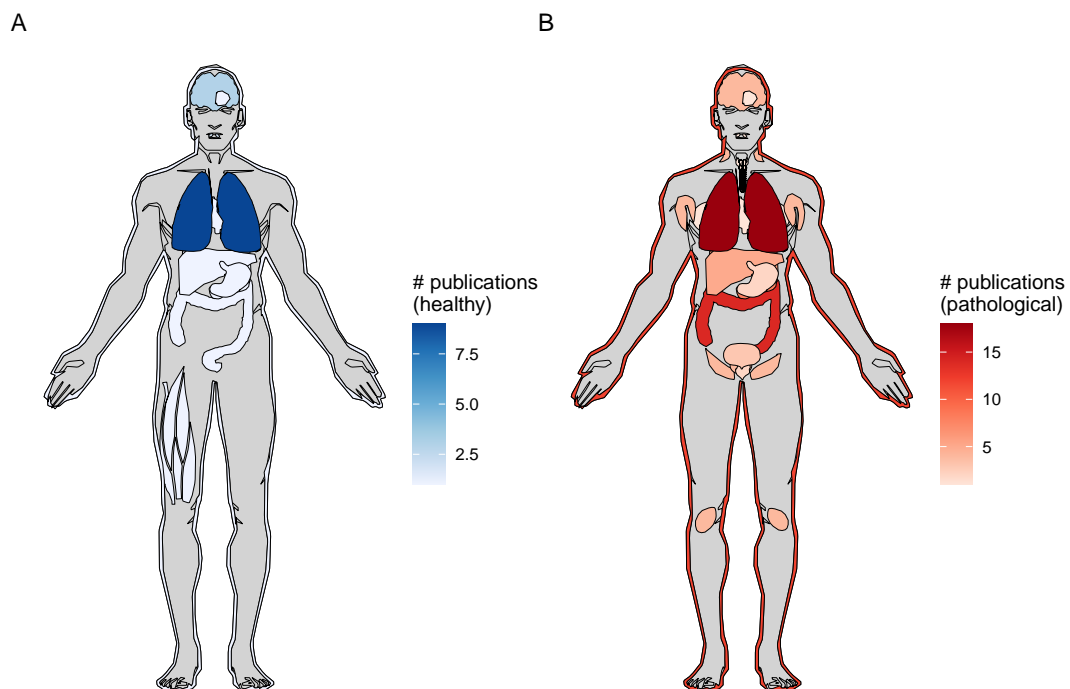 A
B
# publications
(healthy)
7.5
5.0
2.5
# publications
(pathological)
15
10
5